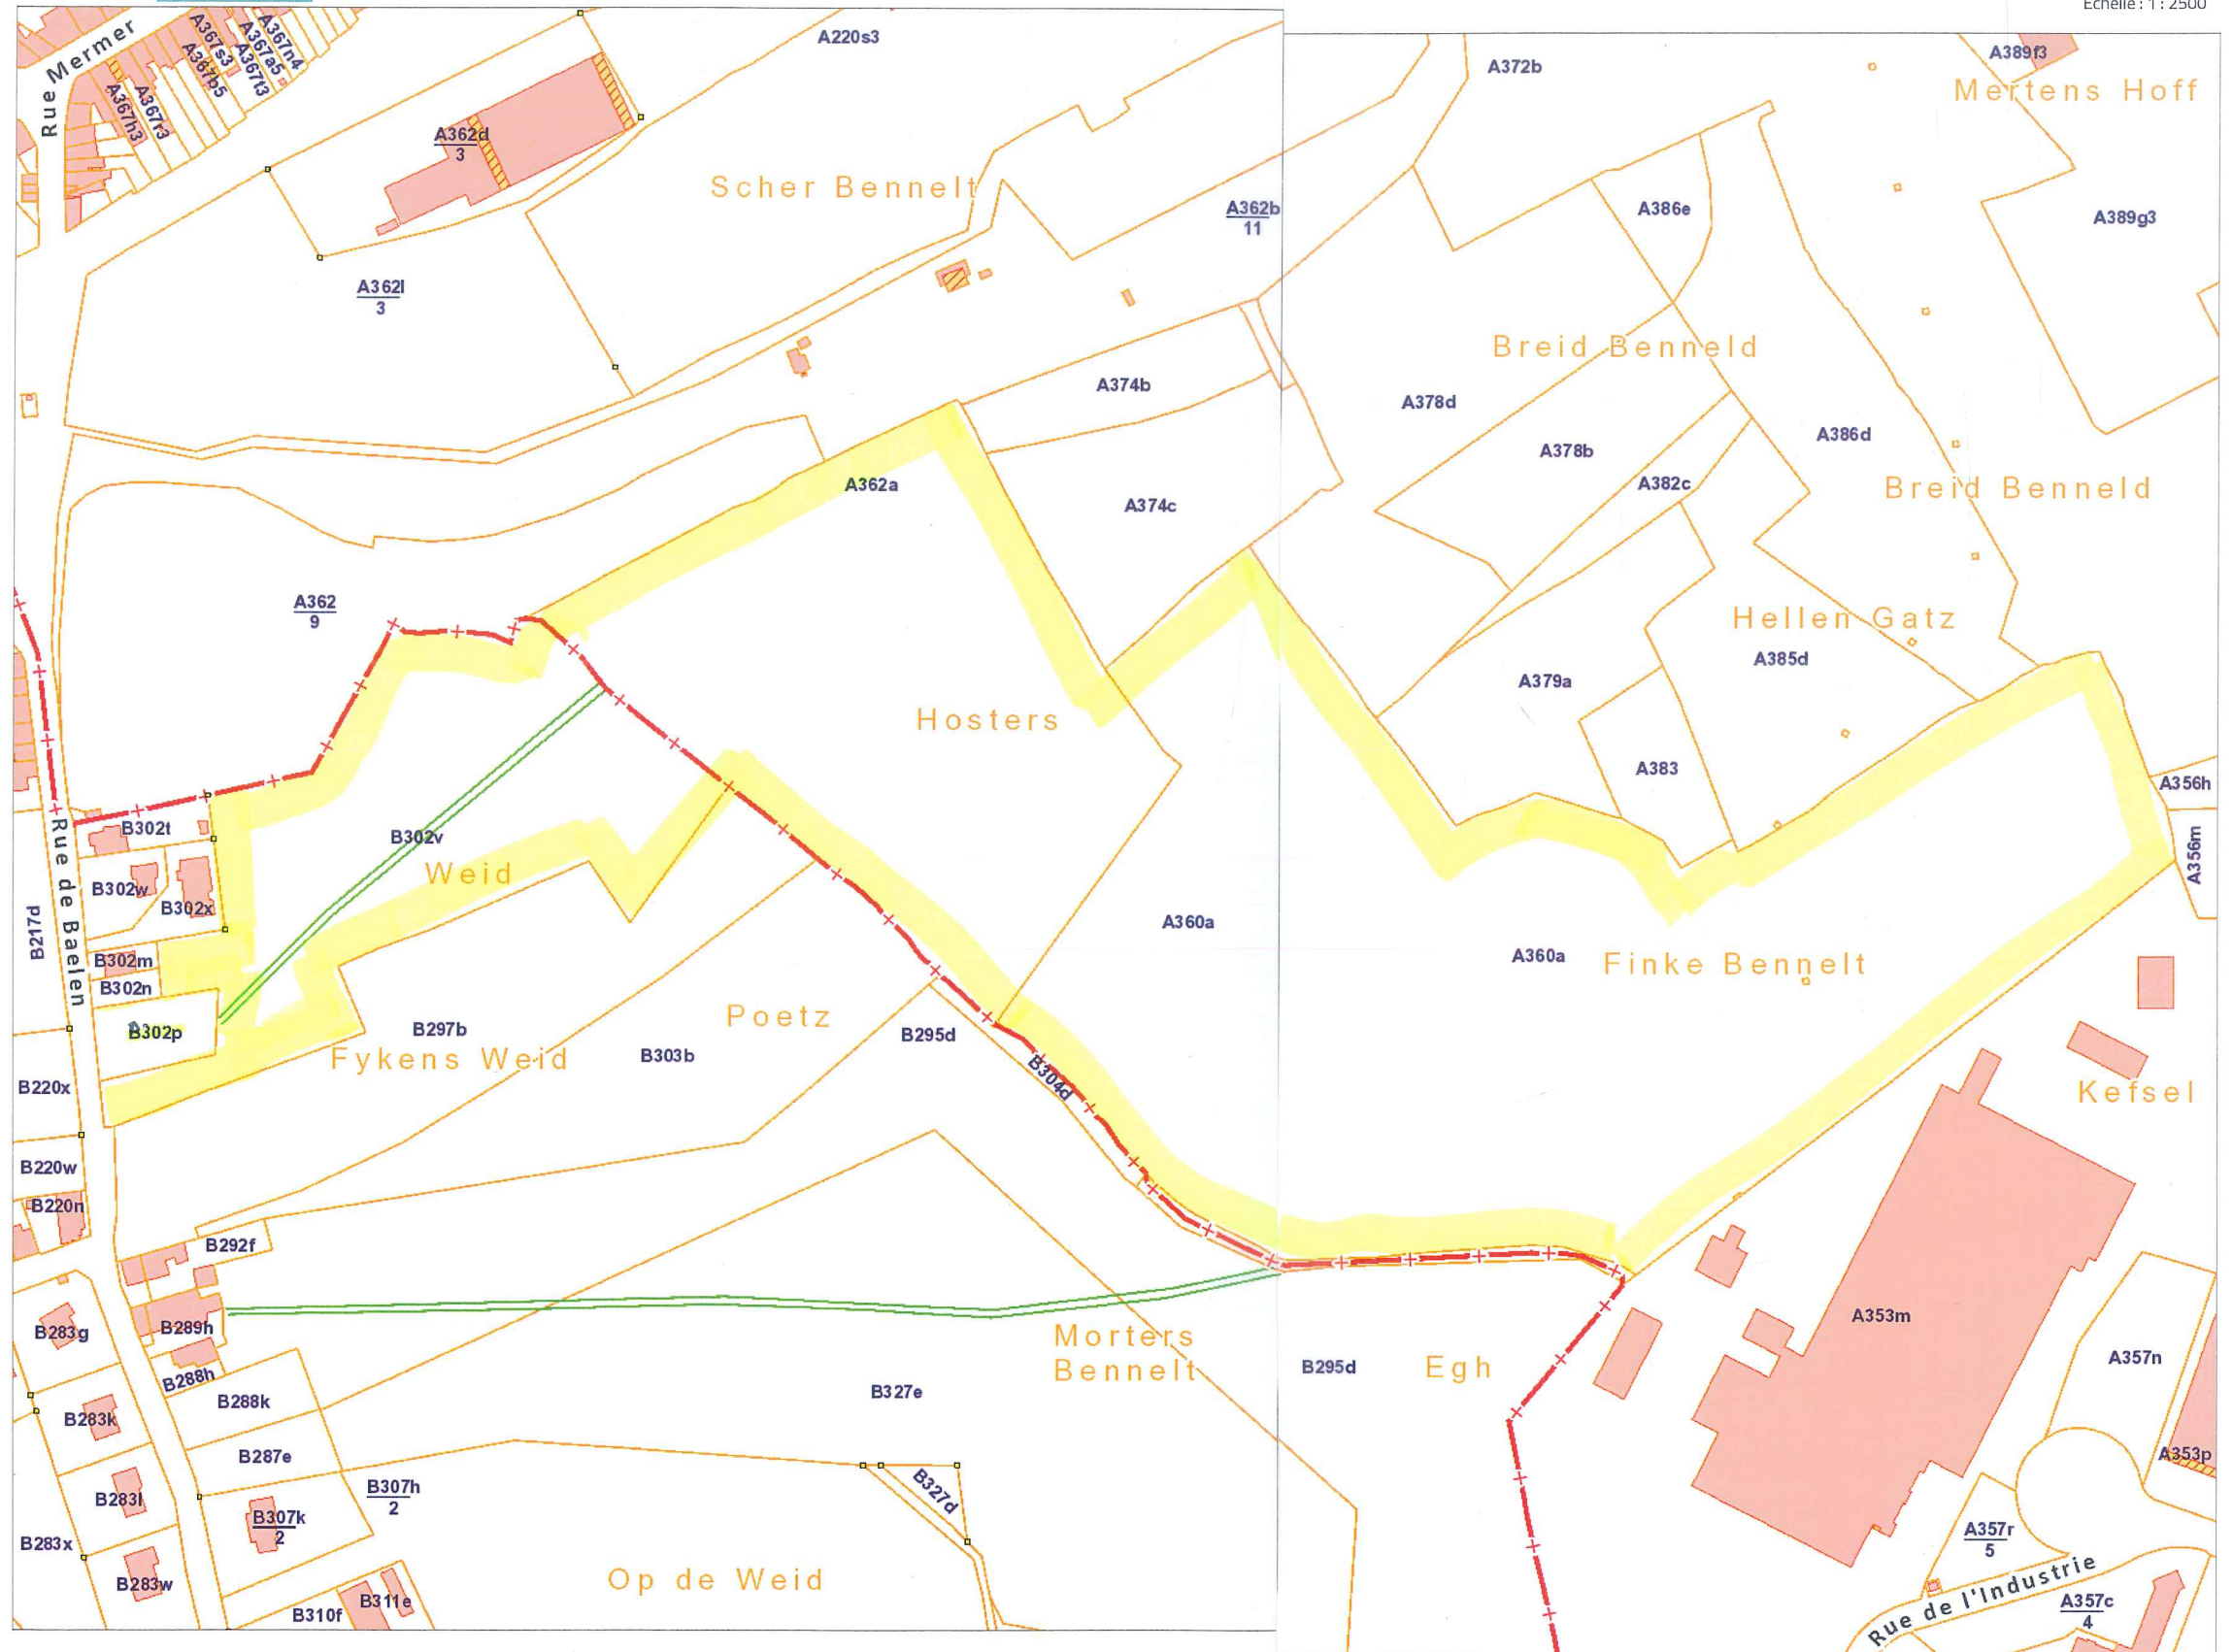 Echelle : 1 : 2500
Rue Mermer
A367s3
A367b5
A367a5
A367n4
A367t3
A367h3
A367r3
A220s3
A372b
A389f3
Mertens Hoff
A362d
3
Scher Bennelt
A362b
11
A386e
A389g3
A362l
3
Breid Benneld
A374b
A378d
A386d
A378b
A362a
A382c
Breid Benneld
A374c
A362
9
Hellen Gatz
A385d
A379a
Hosters
A383
A356h
B302t
B302v
Weid
A356m
B302w
B302x
Rue de Baelen
B217d
A360a
A360a
Finke Bennelt
B302m
B302n
B302p
B297b
Poetz
B295d
Fykens Weid
B303b
B304d
B220x
Kefsel
B220w
B220n
B292f
B283g
B289h
A353m
Morters
Bennelt
B295d
Egh
A357n
B288h
B288k
B327e
B283k
B287e
A353p
B283l
B307h
2
B327d
B307k
2
B283x
A357r
5
B283w
Op de Weid
B310f
B311e
Rue de l'Industrie
A357c
4